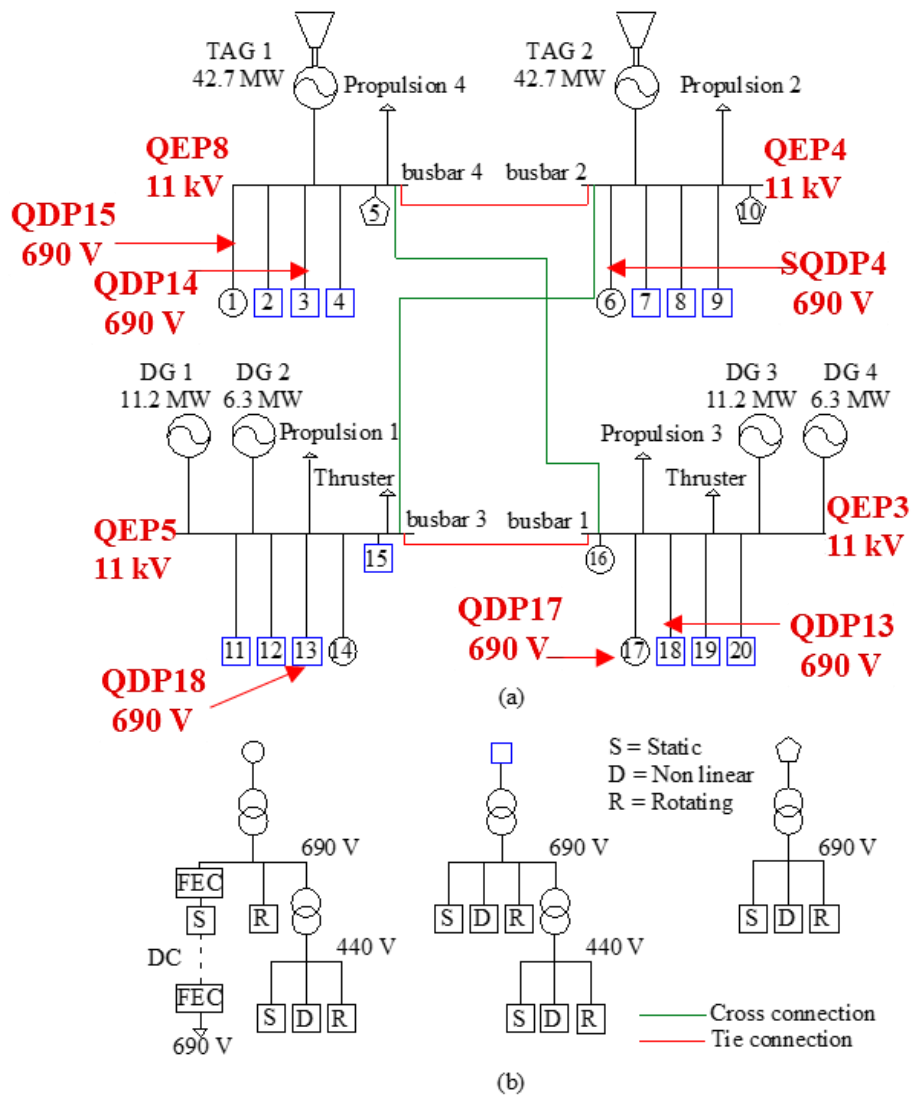 TAG 1
42.7 MW
TAG 2
42.7 MW
Propulsion 4
Propulsion 2
QEP8
11 kV
busbar 4
busbar 2
QEP4
11 kV
5
10
QDP15
690 V
QDP14
690 V
SQDP4
690 V
1
2
3
4
6
7
8
9
DG 1
11.2 MW
DG 2
6.3 MW
DG 3
11.2 MW
DG 4
6.3 MW
Propulsion 1
Thruster
Propulsion 3
Thruster
QEP5
11 kV
busbar 3
busbar 1
QEP3
11 kV
15
16
QDP17
690 V
QDP13
690 V
11
12
13
14
17
18
19
20
QDP18
690 V
(a)
S = Static
D = Non linear
R = Rotating
690 V
690 V
690 V
FEC
S
R
S
D
R
S
D
R
DC
440 V
440 V
FEC
S
D
R
S
D
R
690 V
Cross connection
Tie connection
(b)